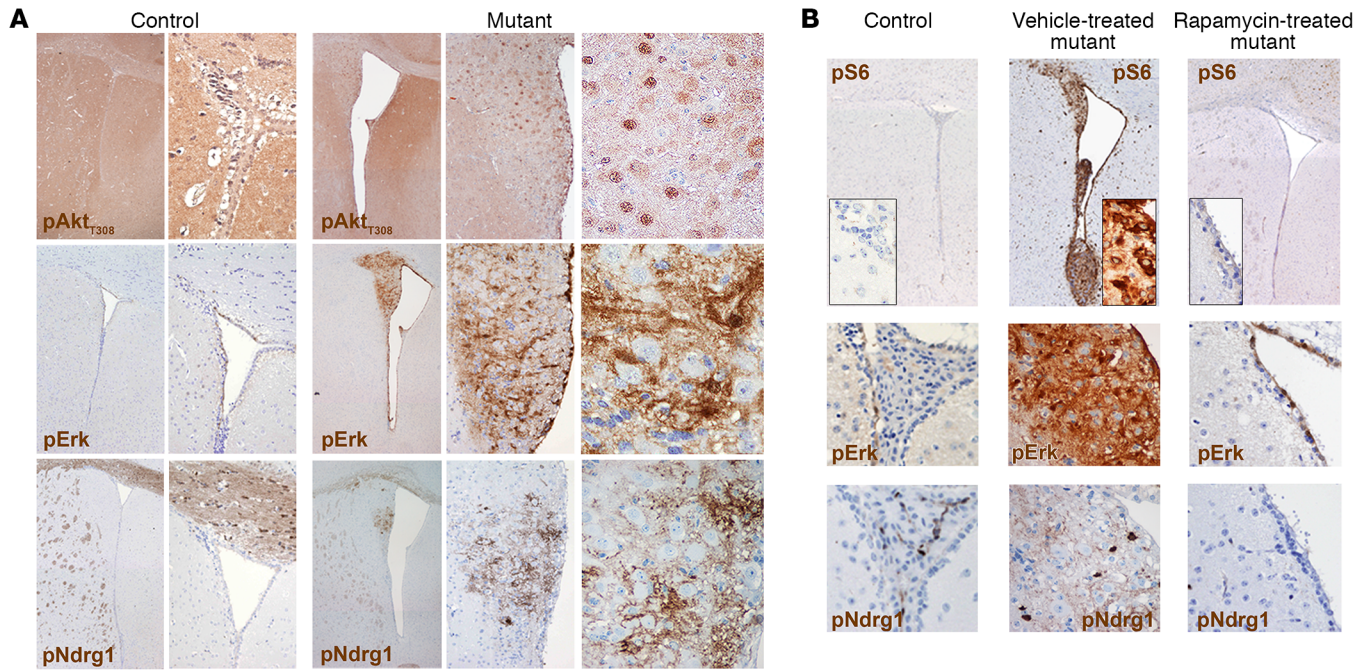 A
Control
Mutant
pAktT308
pAktT308
pErk
pErk
pNdrg1
pNdrg1
B
Control
Vehicle-treated
mutant
Rapamycin-treated
mutant
pS6
pS6
pS6
pErk
pErk
pErk
pNdrg1
pNdrg1
pNdrg1